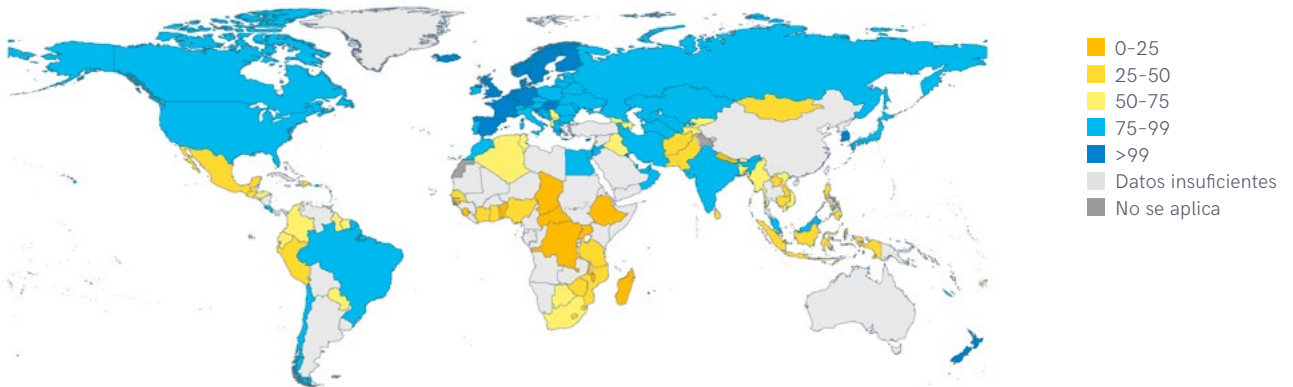 0-25
25-50
50-75
75-99
>99
Datos insuficientes
No se aplica